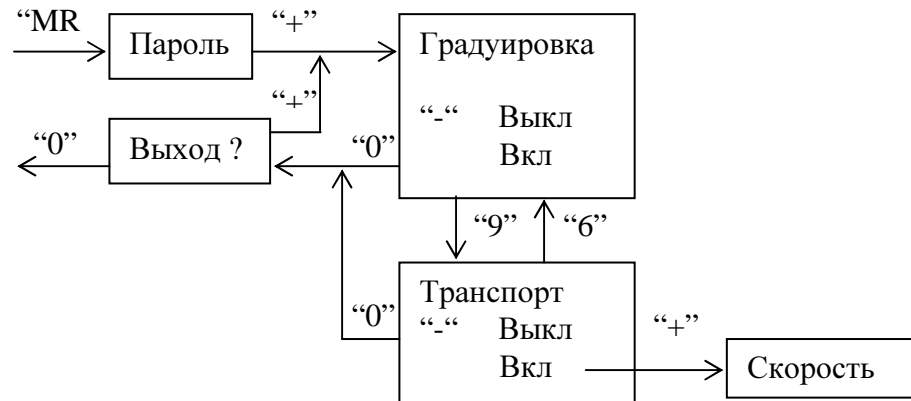 “MR
Пароль
“+”
Градуировка
“-“ Выкл
Вкл
“+”
“0”
Выход ?
“0”
“9”
“6”
Транспорт
“-“ Выкл
Вкл
“0”
“+”
Скорость